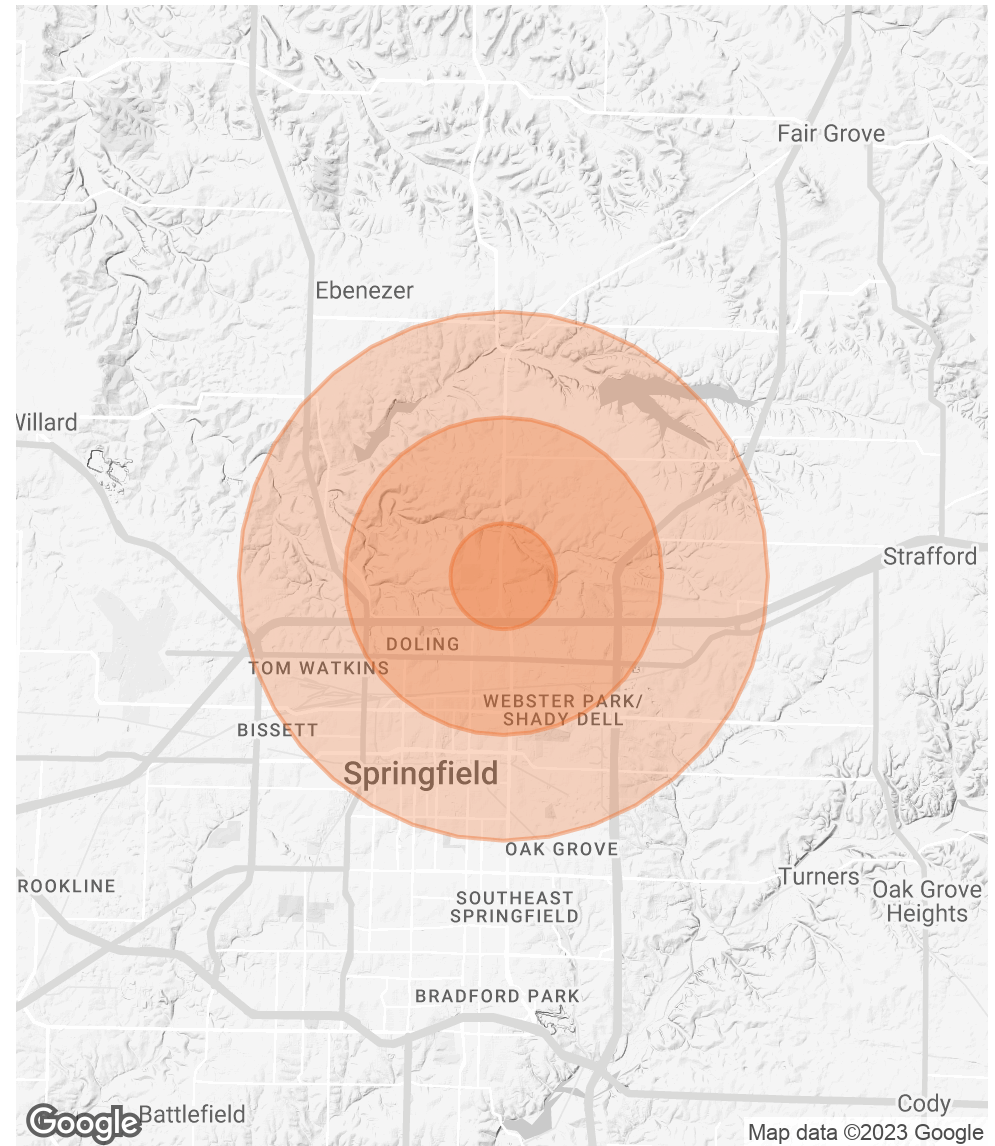 Fair Grove
Ebenezer
Willard
Strafford
DOLING
TOM WATKINS
WEBSTER PARK/
SHADY DELL
BISSETT
Springfield
OAK GROVE
Turners
ROOKLINE
Oak Grove
Heights
SOUTHEAST
SPRINGFIELD
BRADFORD PARK
Cody
Google
Battlefield
Map data ©2023 Google